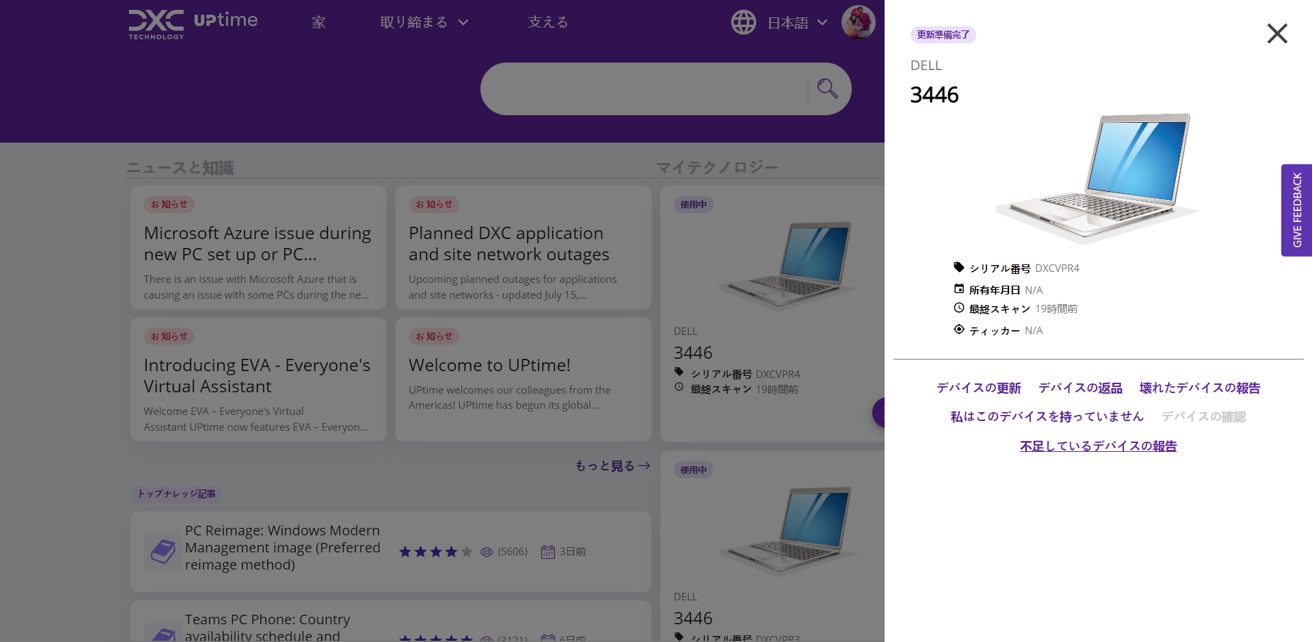 DXC TECHNOLOGY
UPtime
家
取り締まる
支える
日本語
ニュースと知識
マイテクノロジー
お知らせ
Microsoft Azure issue during
new PC set up or PC...
There is an issue with Microsoft Azure that is
causing an issue with some PCs during the ne...
お知らせ
Planned DXC application
and site network outages
Upcoming planned outages for applications
and site networks - updated July 15,...
お知らせ
Introducing EVA - Everyone's
Virtual Assistant
Welcome EVA – Everyone's Virtual
Assistant UPtime now features EVA – Everyon...
お知らせ
Welcome to UPtime!
UPtime welcomes our colleagues from the
Americas! UPtime has begun its global...
もっと見る
トップナレッジ記事
PC Reimage: Windows Modern
Management image (Preferred
reimage method)
(5606)
3日前
Teams PC Phone: Country
availability schedule and
(3121)
6日前
使用中
DELL
3446
シリアル番号 DXCVPR4
最終スキャン 19時間前
使用中
DELL
3446
シリアル番号 DXCVPR3
更新準備完了
DELL
3446
シリアル番号 DXCVPR4
所有年月日 N/A
最終スキャン 19時間前
ティッカー N/A
デバイスの更新 デバイスの返品 壊れたデバイスの報告
私はこのデバイスを持っていません デバイスの確認
不足しているデバイスの報告
GIVE FEEDBACK